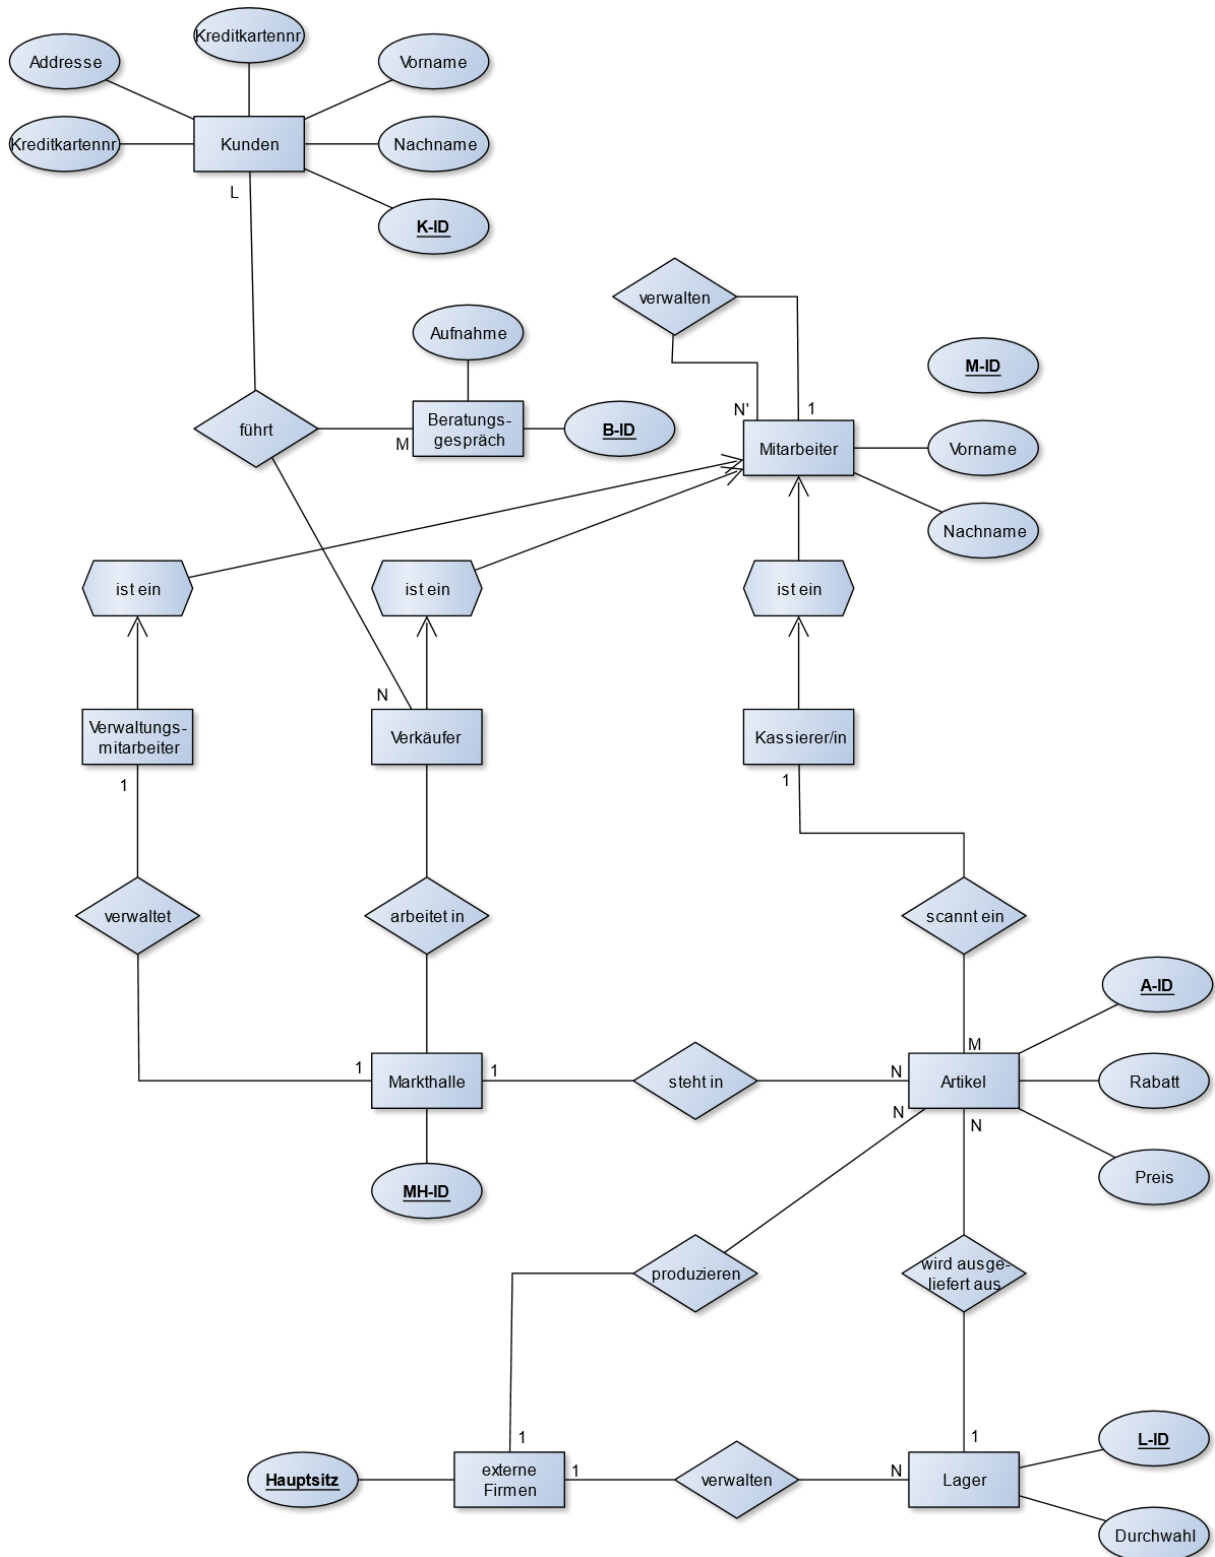 Kreditkartennr
Addresse
Vorname
Kreditkartennr
Kunden
Nachname
L
K-ID
verwalten
Aufnahme
M-ID
N'
1
führt
M
Beratungs-
gespräch
B-ID
Mitarbeiter
Vorname
Nachname
ist ein
ist ein
ist ein
N
Verwaltungs-
mitarbeiter
Verkäufer
Kassierer/in
1
1
verwaltet
arbeitet in
scannt ein
A-ID
M
1
Markthalle
1
steht in
N
Artikel
Rabatt
N
N
MH-ID
Preis
produzieren
wird ausge-
liefert aus
1
1
L-ID
Hauptsitz
externe
Firmen
1
verwalten
N
Lager
Durchwahl